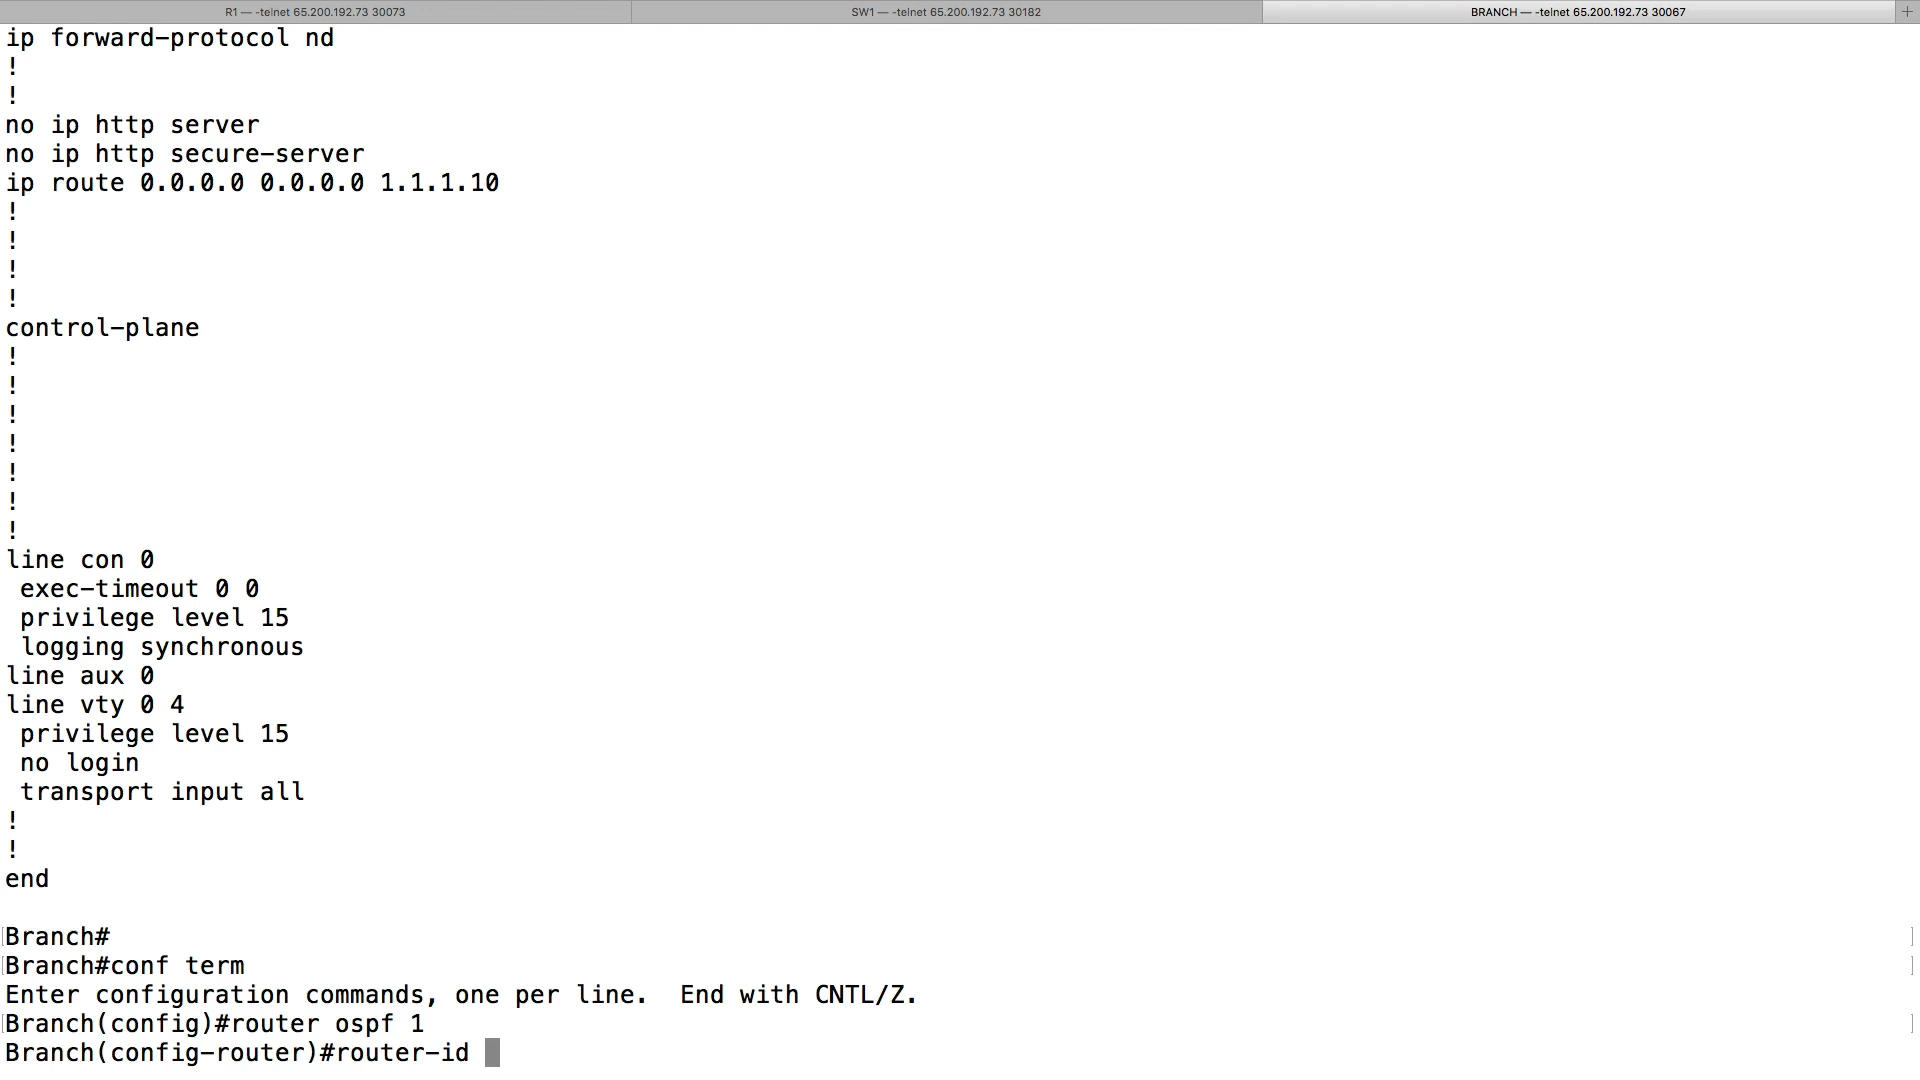 R1 — -telnet 65.200.192.73 30073
SW1 — -telnet 65.200.192.73 30182
BRANCH — -telnet 65.200.192.73 30067
+
ip forward-protocol nd
!
!
no ip http server
no ip http secure-server
ip route 0.0.0.0 0.0.0.0 1.1.1.10
!
!
!
!
control-plane
!
!
!
!
!
!
!
line con 0
 exec-timeout 0 0
 privilege level 15
 logging synchronous
line aux 0
line vty 0 4
 privilege level 15
 no login
 transport input all
!
!
end
Branch#
Branch#conf term
Enter configuration commands, one per line.  End with CNTL/Z.
Branch(config)#router ospf 1
Branch(config-router)#router-id